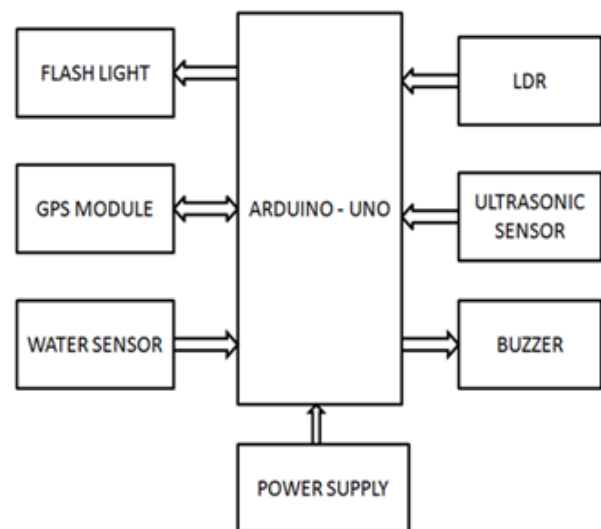 FLASH LIGHT
LDR
GPS MODULE
ARDUINO - UNO
ULTRASONIC
SENSOR
WATER SENSOR
BUZZER
POWER SUPPLY